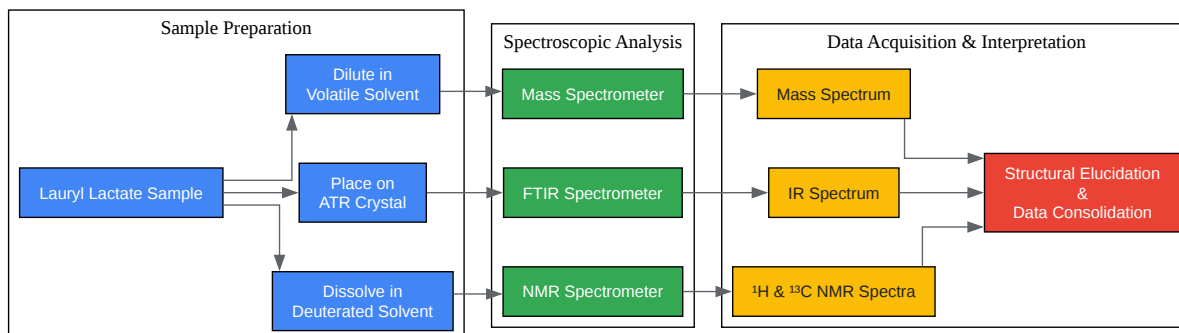 Sample Preparation
Dilute in
Volatile Solvent
Lauryl Lactate Sample
Place on
ATR Crystal
Dissolve in
Deuterated Solvent
Spectroscopic Analysis
Mass Spectrometer
FTIR Spectrometer
NMR Spectrometer
Data Acquisition & Interpretation
Mass Spectrum
IR Spectrum
¹H & ¹³C NMR Spectra
Structural Elucidation
&
Data Consolidation